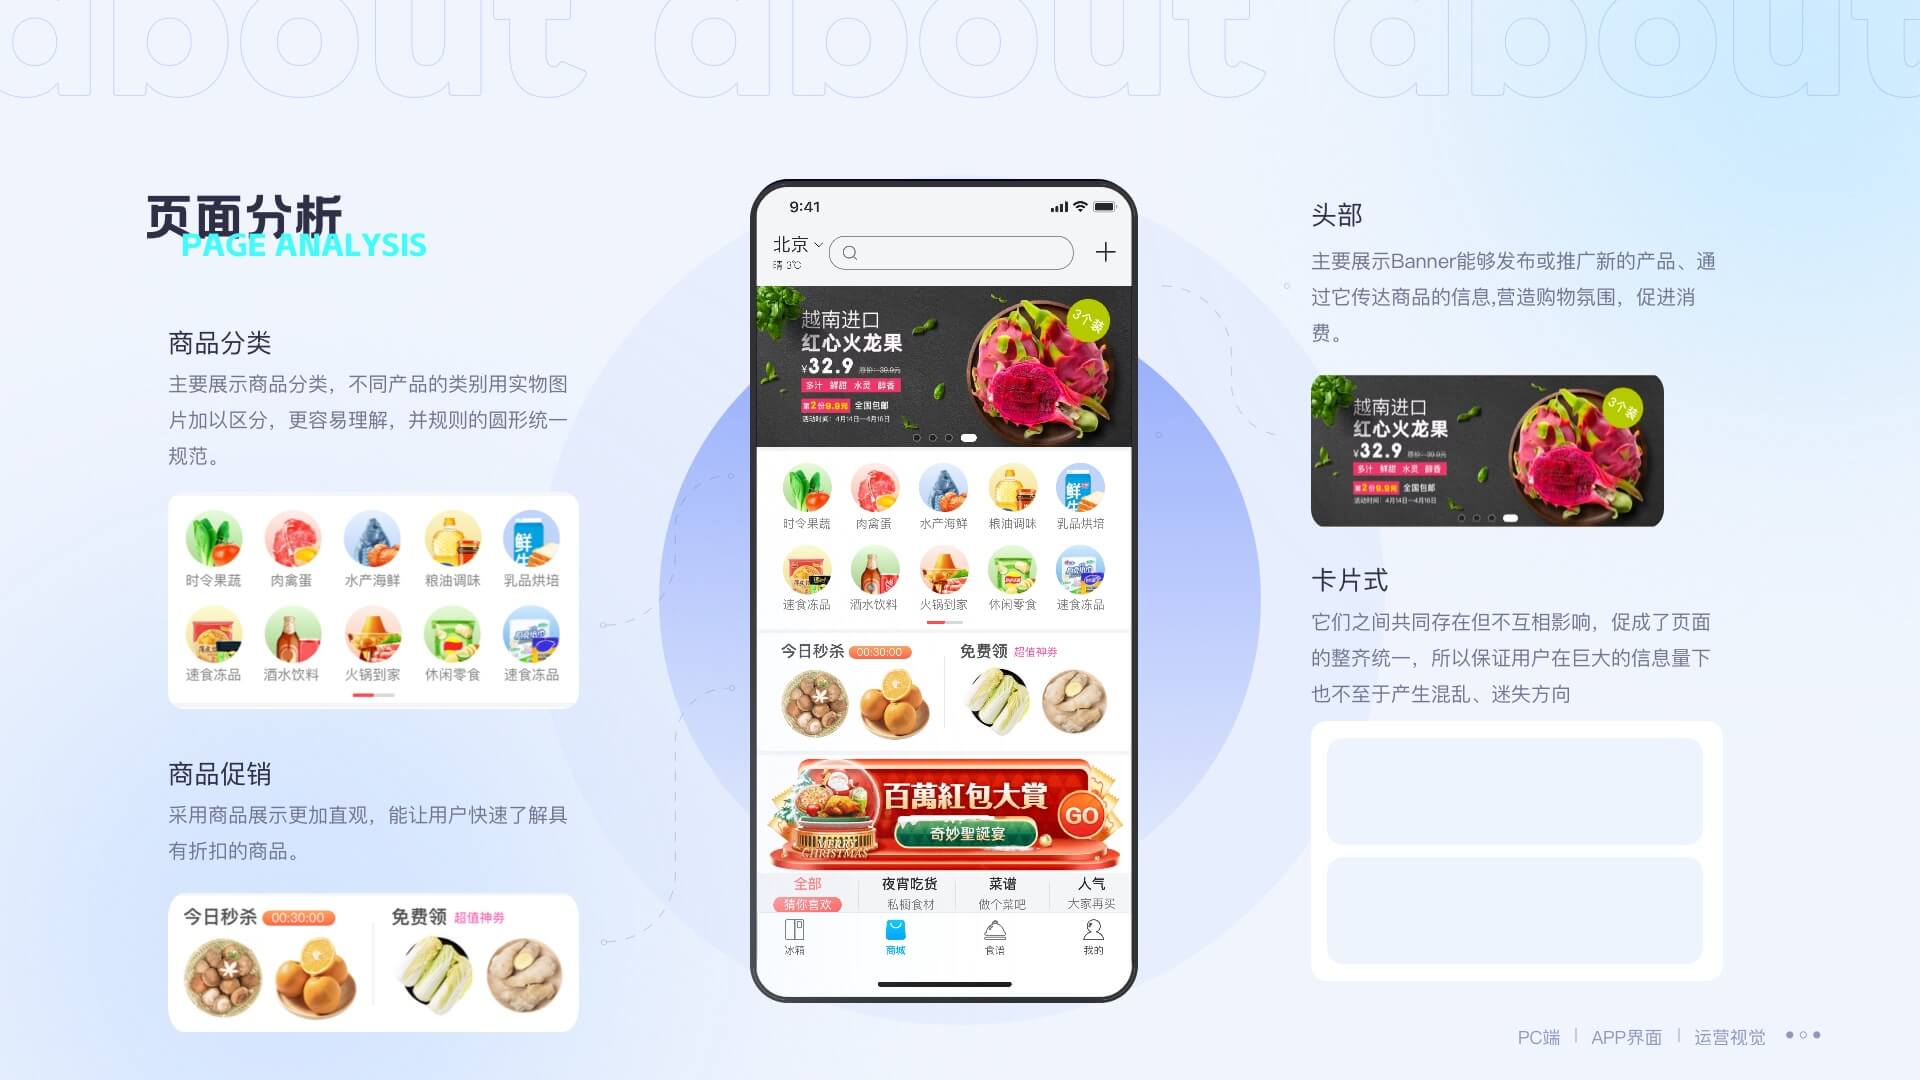 about about about
页面分析
PAGE ANALYSIS
商品分类
主要展示商品分类，不同产品的类别用实物图
片加以区分，更容易理解，并规则的圆形统一
规范。
时令果蔬 肉禽蛋 水产海鲜 粮油调味 乳品烘培
速食冻品 酒水饮料 火锅到家 休闲零食 速食冻品
商品促销
采用商品展示更加直观，能让用户快速了解具
有折扣的商品。
今日秒杀 00:30:00 免费领 超值神券
9:41
北京
晴 3℃
越南进口
红心火龙果
¥32.9 原价：39.9元
多汁 鲜甜 水灵 醇香
第2份9.9元 全国包邮
活动时间：4月14日—4月16日
3个装
时令果蔬 肉禽蛋 水产海鲜 粮油调味 乳品烘培
速食冻品 酒水饮料 火锅到家 休闲零食 速食冻品
今日秒杀 00:30:00 免费领 超值神券
百萬紅包大賞
奇妙聖誕宴
GO
MERRY
CHRISTMAS
全部 夜宵吃货 菜谱 人气
猜你喜欢 私橱食材 做个菜吧 大家再买
冰箱 商城 食谱 我的
头部
主要展示Banner能够发布或推广新的产品、通
过它传达商品的信息,营造购物氛围，促进消
费。
越南进口
红心火龙果
¥32.9 原价：39.9元
多汁 鲜甜 水灵 醇香
第2份9.9元 全国包邮
活动时间：4月14日—4月16日
3个装
卡片式
它们之间共同存在但不互相影响，促成了页面
的整齐统一，所以保证用户在巨大的信息量下
也不至于产生混乱、迷失方向
PC端 | APP界面 | 运营视觉